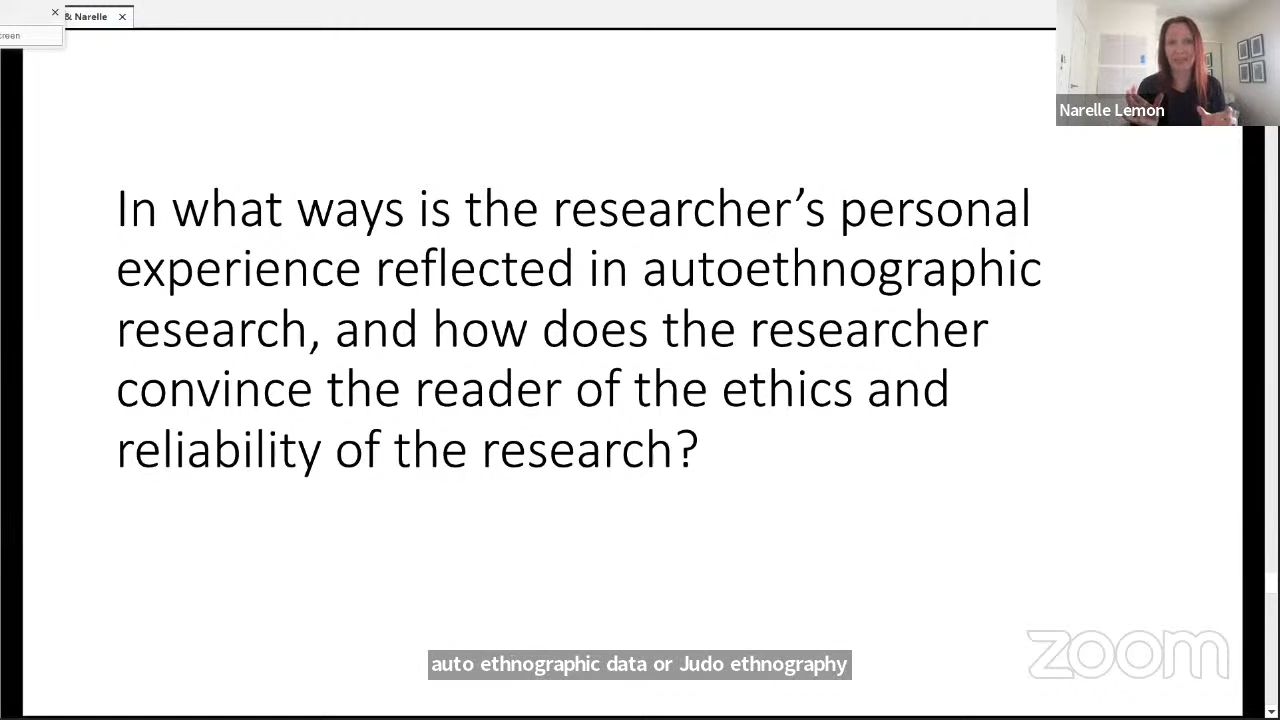 & Narelle
creen
Narelle Lemon
In what ways is the researcher’s personal
experience reflected in autoethnographic
research, and how does the researcher
convince the reader of the ethics and
reliability of the research?
auto ethnographic data or Judo ethnography
zoom